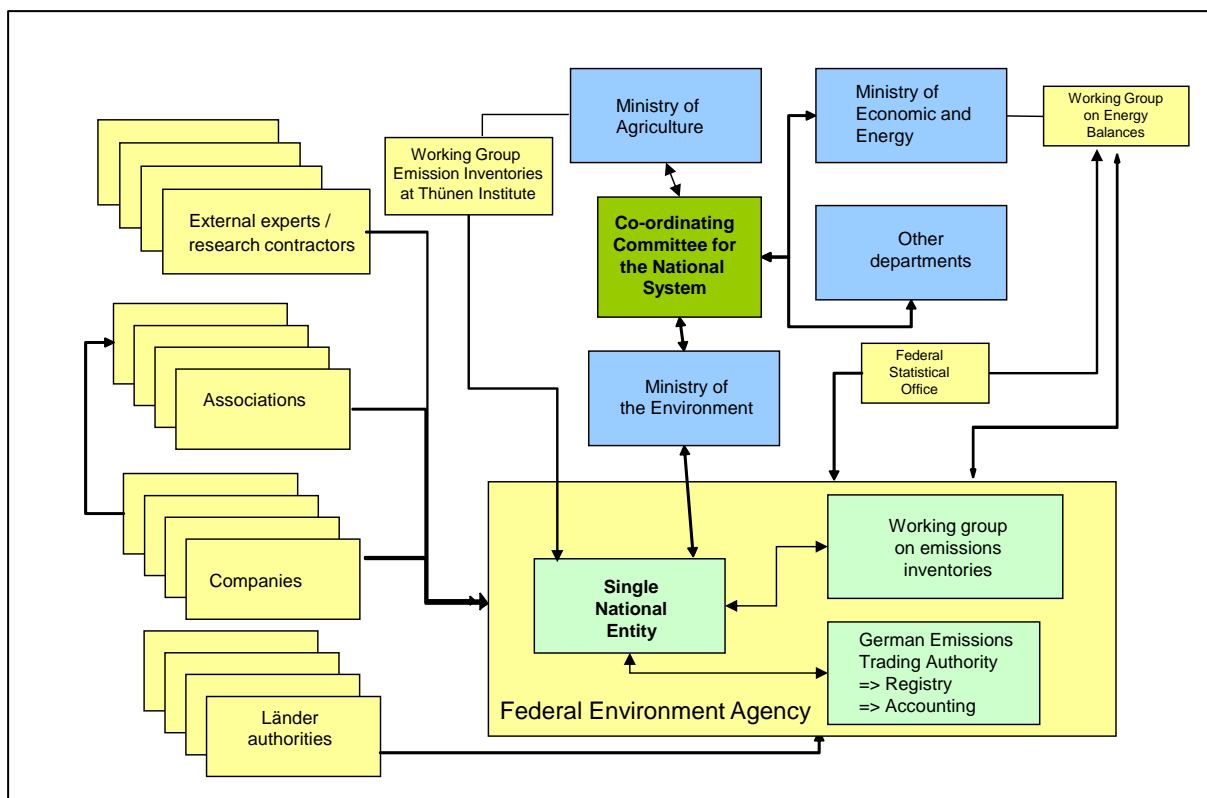 Ministry of
Agriculture
Ministry of
Economic and
Energy
Working Group
on Energy
Balances
Working Group
Emission Inventories
at Thünen Institute
External experts /
research contractors
Co-ordinating
Committee for
the National
System
Other
departments
Associations
Ministry of
the Environment
Federal
Statistical
Office
Companies
Single
National
Entity
Working group
on emissions
inventories
German Emissions
Trading Authority
=> Registry
=> Accounting
Federal Environment Agency
Länder
authorities